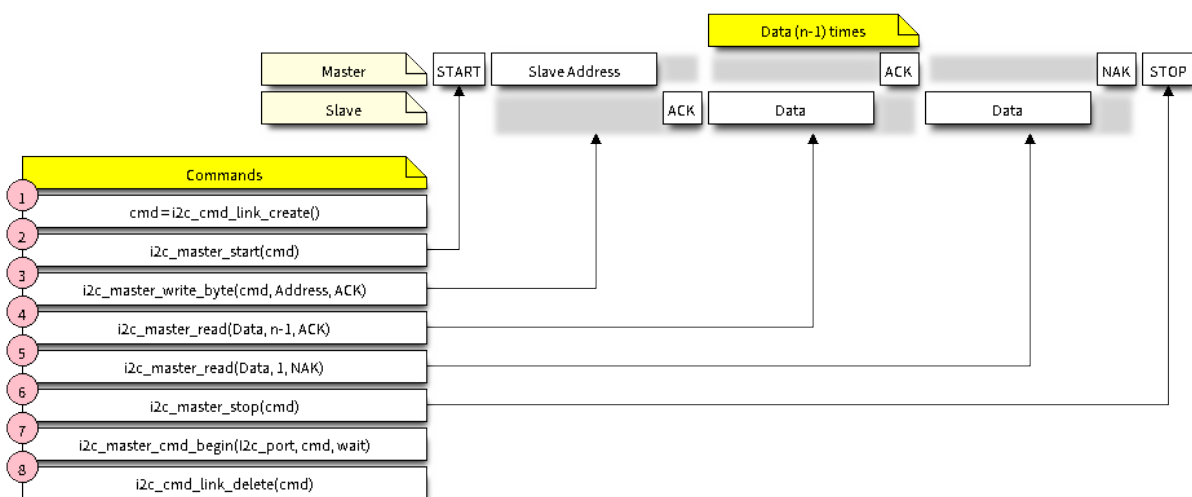 Data (n-1) times
Master START Slave Address ACK NAK STOP
Slave ACK Data Data
Commands
1
cmd = i2c_cmd_link_create()
2
i2c_master_start(cmd)
3
i2c_master_write_byte(cmd, Address, ACK)
4
i2c_master_read(Data, n-1, ACK)
5
i2c_master_read(Data, 1, NAK)
6
i2c_master_stop(cmd)
7
i2c_master_cmd_begin(I2c_port, cmd, wait)
8
i2c_cmd_link_delete(cmd)